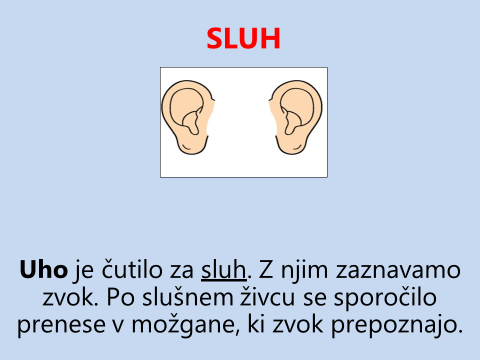 SLUH
Uho je čutilo za sluh. Z njim zaznavamo
zvok. Po slušnem živcu se sporočilo
prenese v možgane, ki zvok prepoznajo.